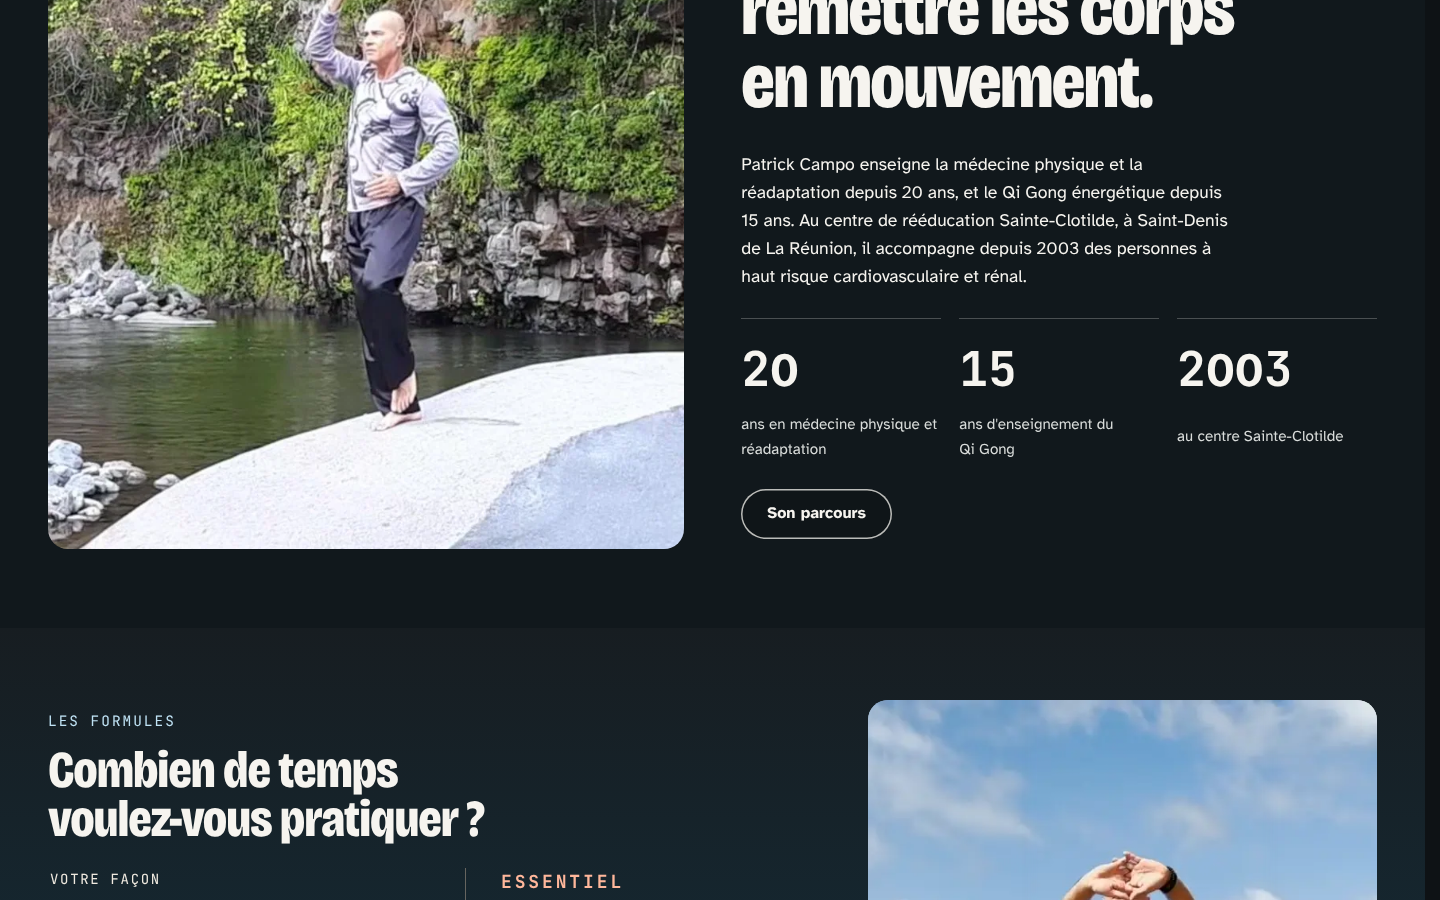 remettre les corps
en mouvement.
Patrick Campo enseigne la médecine physique et la
réadaptation depuis 20 ans, et le Qi Gong énergétique depuis
15 ans. Au centre de rééducation Sainte-Clotilde, à Saint-Denis
de La Réunion, il accompagne depuis 2003 des personnes à
haut risque cardiovasculaire et rénal.
20
ans en médecine physique et
réadaptation
15
ans d'enseignement du
Qi Gong
2003
au centre Sainte-Clotilde
Son parcours
LES FORMULES
Combien de temps
voulez-vous pratiquer ?
VOTRE FAÇON
ESSENTIEL